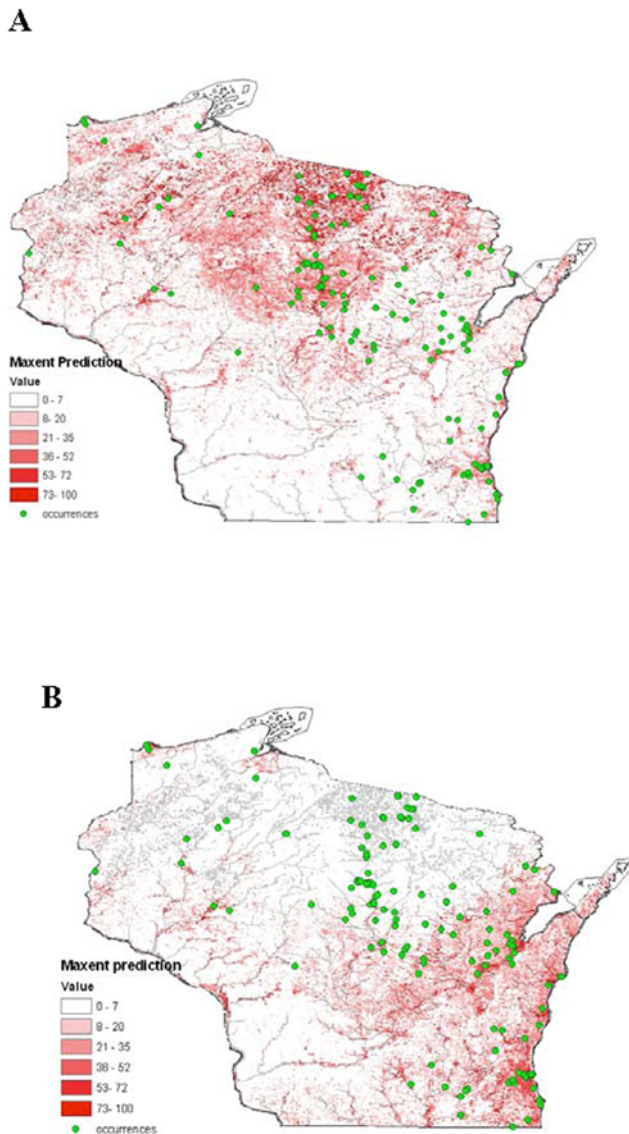 A
Maxent Prediction
Value
0 - 7
8- 20
21 - 35
36 - 52
53- 72
73- 100
occurrences
B
Maxent prediction
Value
0 - 7
8 - 20
21 - 35
36 - 52
53 - 72
73- 100
occurrences